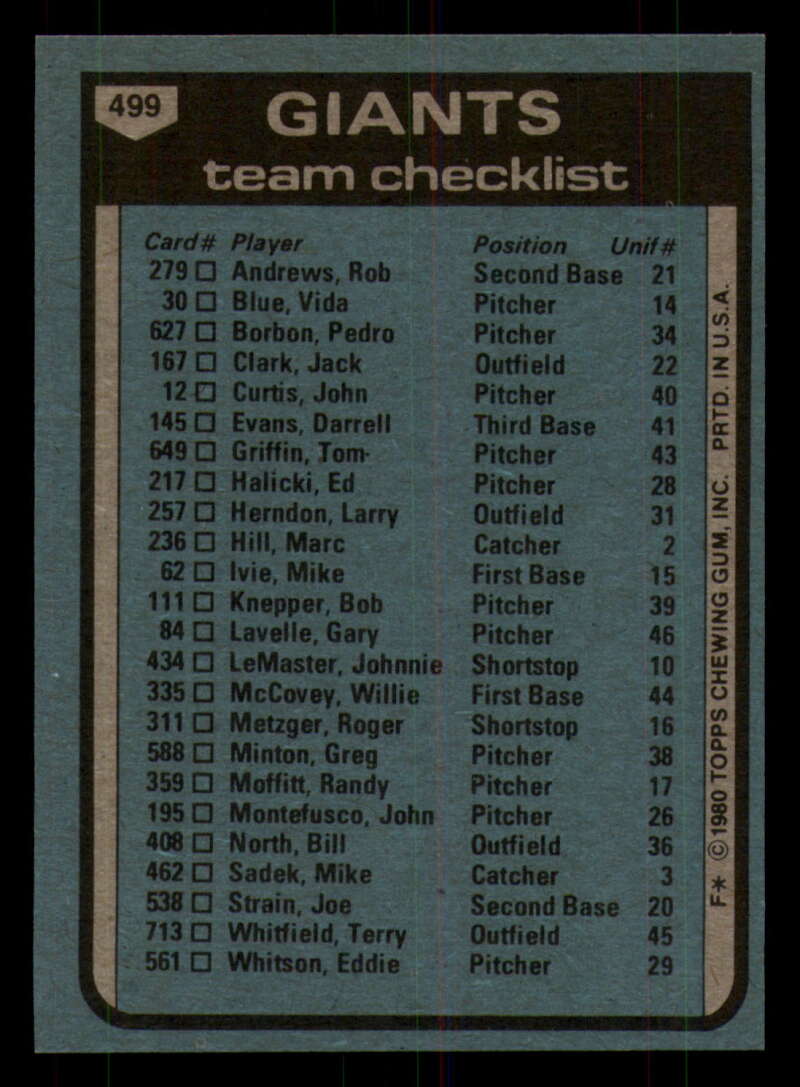 499
GIANTS
team checklist
Card# Player Position Unif#
279 Andrews, Rob Second Base 21
30 Blue, Vida Pitcher 14
627 Borbon, Pedro Pitcher 34
167 Clark, Jack Outfield 22
12 Curtis, John Pitcher 40
145 Evans, Darrell Third Base 41
649 Griffin, Tom Pitcher 43
217 Halicki, Ed Pitcher 28
257 Herndon, Larry Outfield 31
236 Hill, Marc Catcher 2
62 Ivie, Mike First Base 15
111 Knepper, Bob Pitcher 39
84 Lavelle, Gary Pitcher 46
434 LeMaster, Johnnie Shortstop 10
335 McCovey, Willie First Base 44
311 Metzger, Roger Shortstop 16
588 Minton, Greg Pitcher 38
359 Moffitt, Randy Pitcher 17
195 Montefusco, John Pitcher 26
408 North, Bill Outfield 36
462 Sadek, Mike Catcher 3
538 Strain, Joe Second Base 20
713 Whitfield, Terry Outfield 45
561 Whitson, Eddie Pitcher 29
F* © 1980 TOPPS CHEWING GUM, INC. PRTD. IN U.S.A.